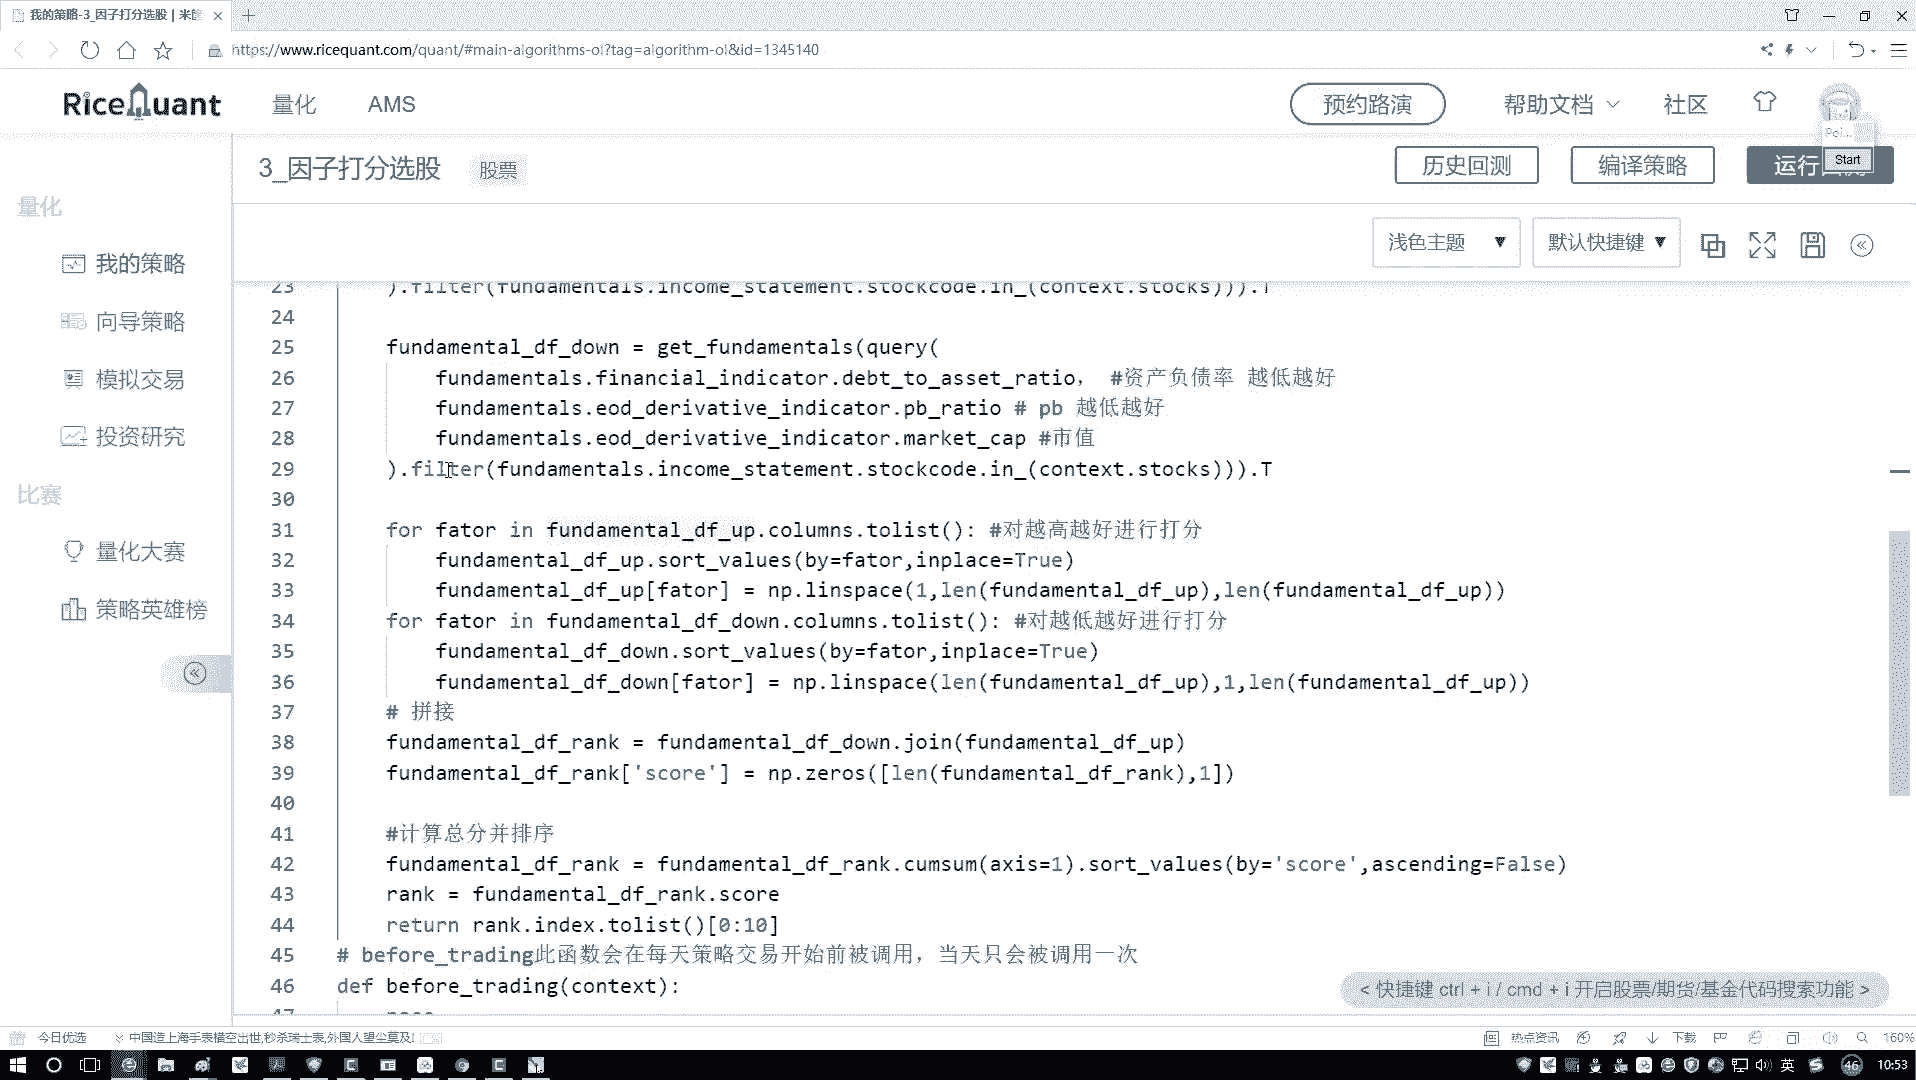 我的策略-3_因子打分选股 | 米筐
https://www.ricequant.com/quant/#main-algorithms-ol?tag=algorithm-ol&id=1345140
RiceQuant 量化 AMS 预约路演 帮助文档 社区
Poi...
Start
3_因子打分选股 股票 历史回测 编译策略 运行
量化
我的策略
向导策略
模拟交易
投资研究
比赛
量化大赛
策略英雄榜
浅色主题 默认快捷键
23 ).filter(fundamentals.income_statement.stockcode.in_(context.stocks))).T
24
25 fundamental_df_down = get_fundamentals(query(
26 fundamentals.financial_indicator.debt_to_asset_ratio, #资产负债率 越低越好
27 fundamentals.eod_derivative_indicator.pb_ratio # pb 越低越好
28 fundamentals.eod_derivative_indicator.market_cap #市值
29 ).filter(fundamentals.income_statement.stockcode.in_(context.stocks))).T
30
31 for fator in fundamental_df_up.columns.tolist(): #对越高越好进行打分
32 fundamental_df_up.sort_values(by=fator,inplace=True)
33 fundamental_df_up[fator] = np.linspace(1,len(fundamental_df_up),len(fundamental_df_up))
34 for fator in fundamental_df_down.columns.tolist(): #对越低越好进行打分
35 fundamental_df_down.sort_values(by=fator,inplace=True)
36 fundamental_df_down[fator] = np.linspace(len(fundamental_df_up),1,len(fundamental_df_up))
37 # 拼接
38 fundamental_df_rank = fundamental_df_down.join(fundamental_df_up)
39 fundamental_df_rank['score'] = np.zeros([len(fundamental_df_rank),1])
40
41 #计算总分并排序
42 fundamental_df_rank = fundamental_df_rank.cumsum(axis=1).sort_values(by='score',ascending=False)
43 rank = fundamental_df_rank.score
44 return rank.index.tolist()[0:10]
45 # before_trading此函数会在每天策略交易开始前被调用，当天只会被调用一次
46 def before_trading(context):
< 快捷键 ctrl + i / cmd + i 开启股票/期货/基金代码搜索功能 >
今日优选 中国造上海手表横空出世,秒杀瑞士表,外国人望尘莫及! 热点资讯 下载 160%
英 46 10:53